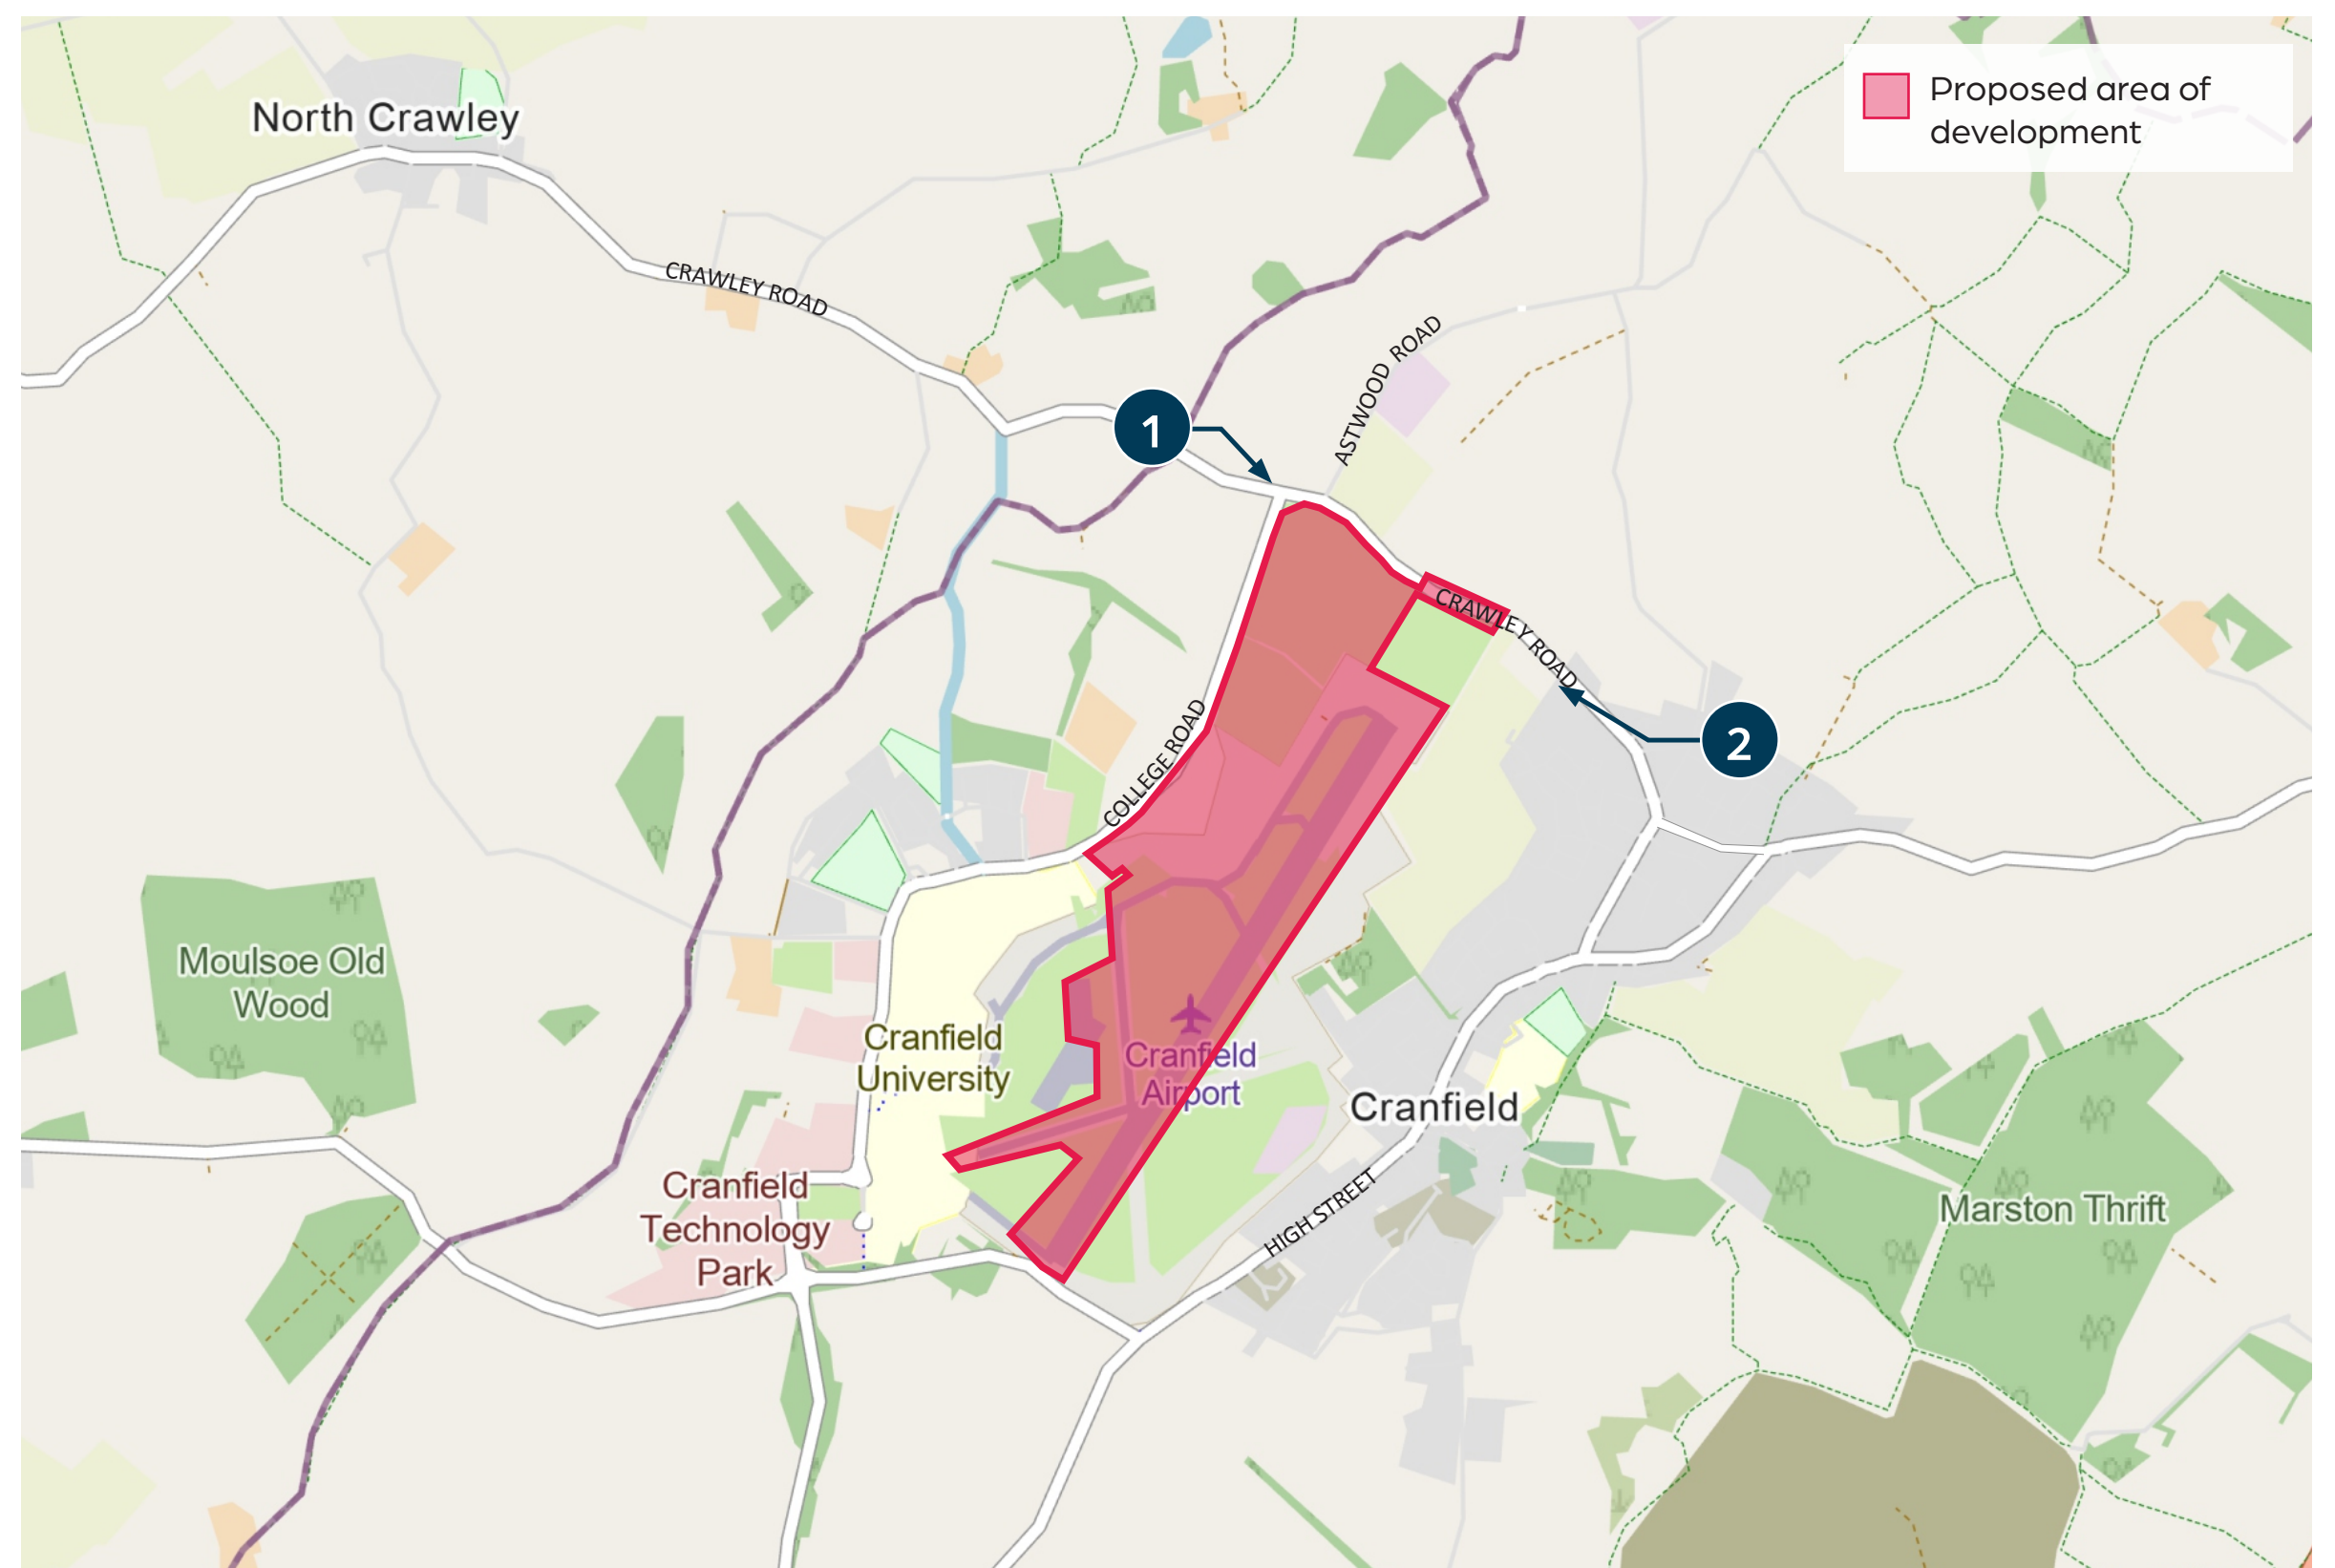 Proposed area of
development
North Crawley
CRAWLEY ROAD
ASTWOOD ROAD
1
CRAWLEY ROAD
2
COLLEGE ROAD
Moulsoe Old
Wood
Cranfield
University
Cranfield
Airport
Cranfield
HIGH STREET
Cranfield
Technology
Park
Marston Thrift